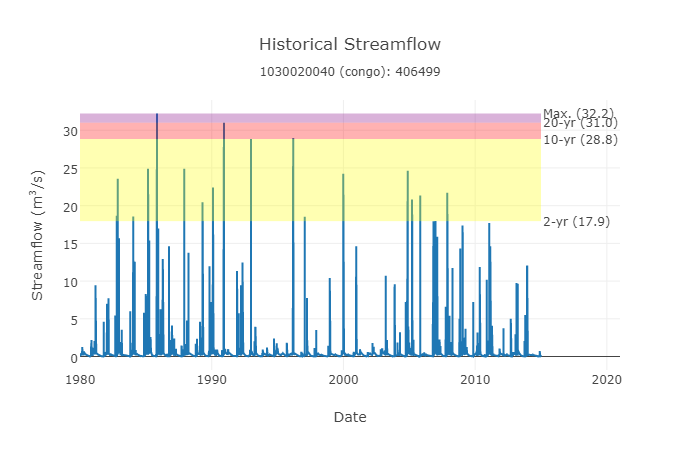 Historical Streamflow
1030020040 (congo): 406499
Max. (32.2)
20-yr (31.0)
10-yr (28.8)
2-yr (17.9)
30
25
20
15
10
5
0
Streamflow (m³/s)
1980
1990
2000
2010
2020
Date